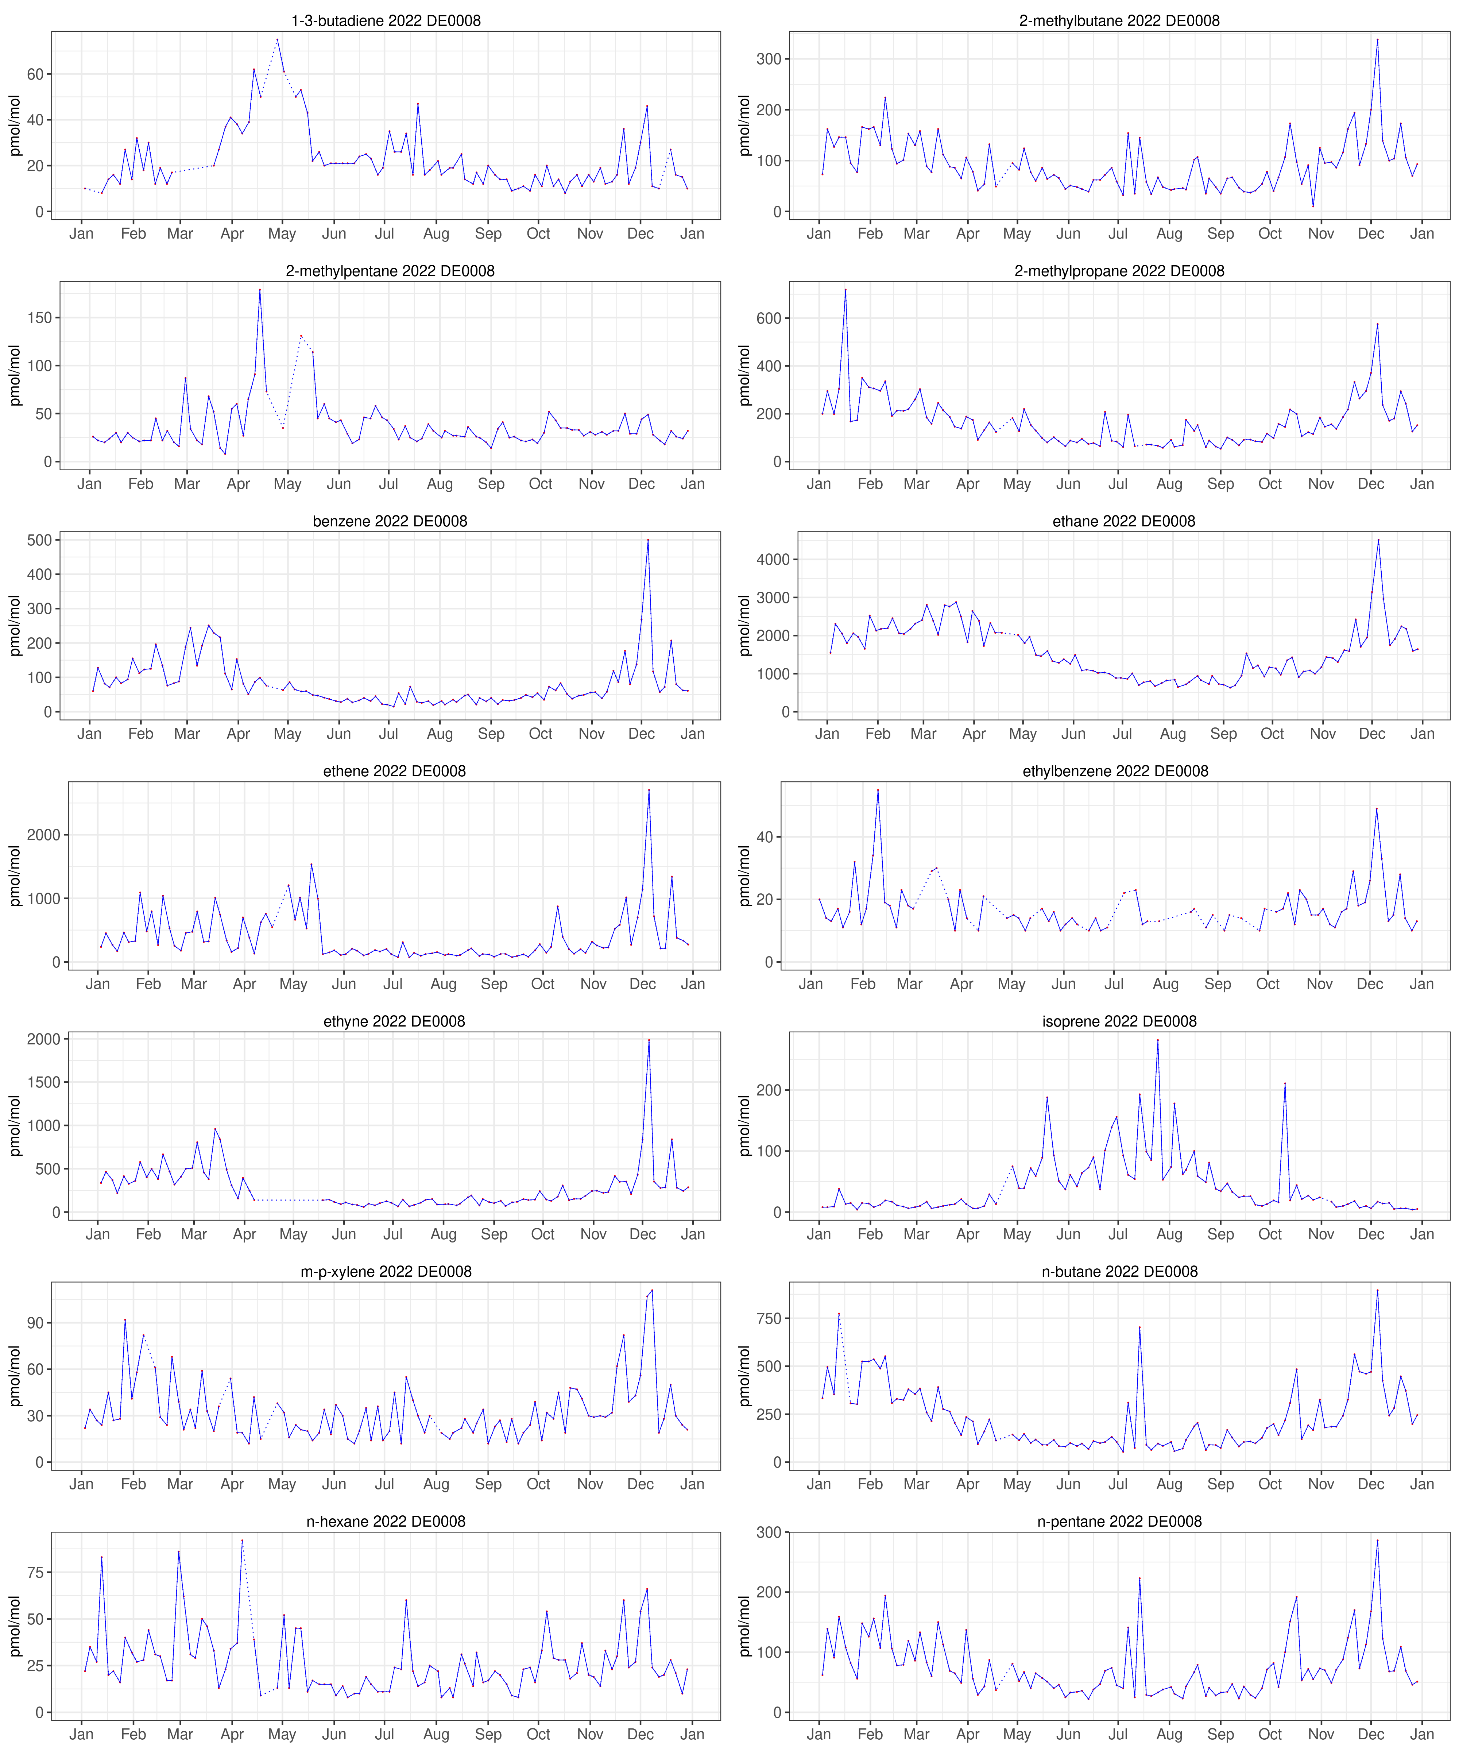 1-3-butadiene 2022 DE0008
pmol/mol
60
40
20
0
Jan Feb Mar Apr May Jun Jul Aug Sep Oct Nov Dec Jan
2-methylbutane 2022 DE0008
pmol/mol
300
200
100
0
Jan Feb Mar Apr May Jun Jul Aug Sep Oct Nov Dec Jan
2-methylpentane 2022 DE0008
pmol/mol
150
100
50
0
Jan Feb Mar Apr May Jun Jul Aug Sep Oct Nov Dec Jan
2-methylpropane 2022 DE0008
pmol/mol
600
400
200
0
Jan Feb Mar Apr May Jun Jul Aug Sep Oct Nov Dec Jan
benzene 2022 DE0008
pmol/mol
500
400
300
200
100
0
Jan Feb Mar Apr May Jun Jul Aug Sep Oct Nov Dec Jan
ethane 2022 DE0008
pmol/mol
4000
3000
2000
1000
0
Jan Feb Mar Apr May Jun Jul Aug Sep Oct Nov Dec Jan
ethene 2022 DE0008
pmol/mol
2000
1000
0
Jan Feb Mar Apr May Jun Jul Aug Sep Oct Nov Dec Jan
ethylbenzene 2022 DE0008
pmol/mol
40
20
0
Jan Feb Mar Apr May Jun Jul Aug Sep Oct Nov Dec Jan
ethyne 2022 DE0008
pmol/mol
2000
1500
1000
500
0
Jan Feb Mar Apr May Jun Jul Aug Sep Oct Nov Dec Jan
isoprene 2022 DE0008
pmol/mol
200
100
0
Jan Feb Mar Apr May Jun Jul Aug Sep Oct Nov Dec Jan
m-p-xylene 2022 DE0008
pmol/mol
90
60
30
0
Jan Feb Mar Apr May Jun Jul Aug Sep Oct Nov Dec Jan
n-butane 2022 DE0008
pmol/mol
750
500
250
0
Jan Feb Mar Apr May Jun Jul Aug Sep Oct Nov Dec Jan
n-hexane 2022 DE0008
pmol/mol
75
50
25
0
Jan Feb Mar Apr May Jun Jul Aug Sep Oct Nov Dec Jan
n-pentane 2022 DE0008
pmol/mol
300
200
100
0
Jan Feb Mar Apr May Jun Jul Aug Sep Oct Nov Dec Jan